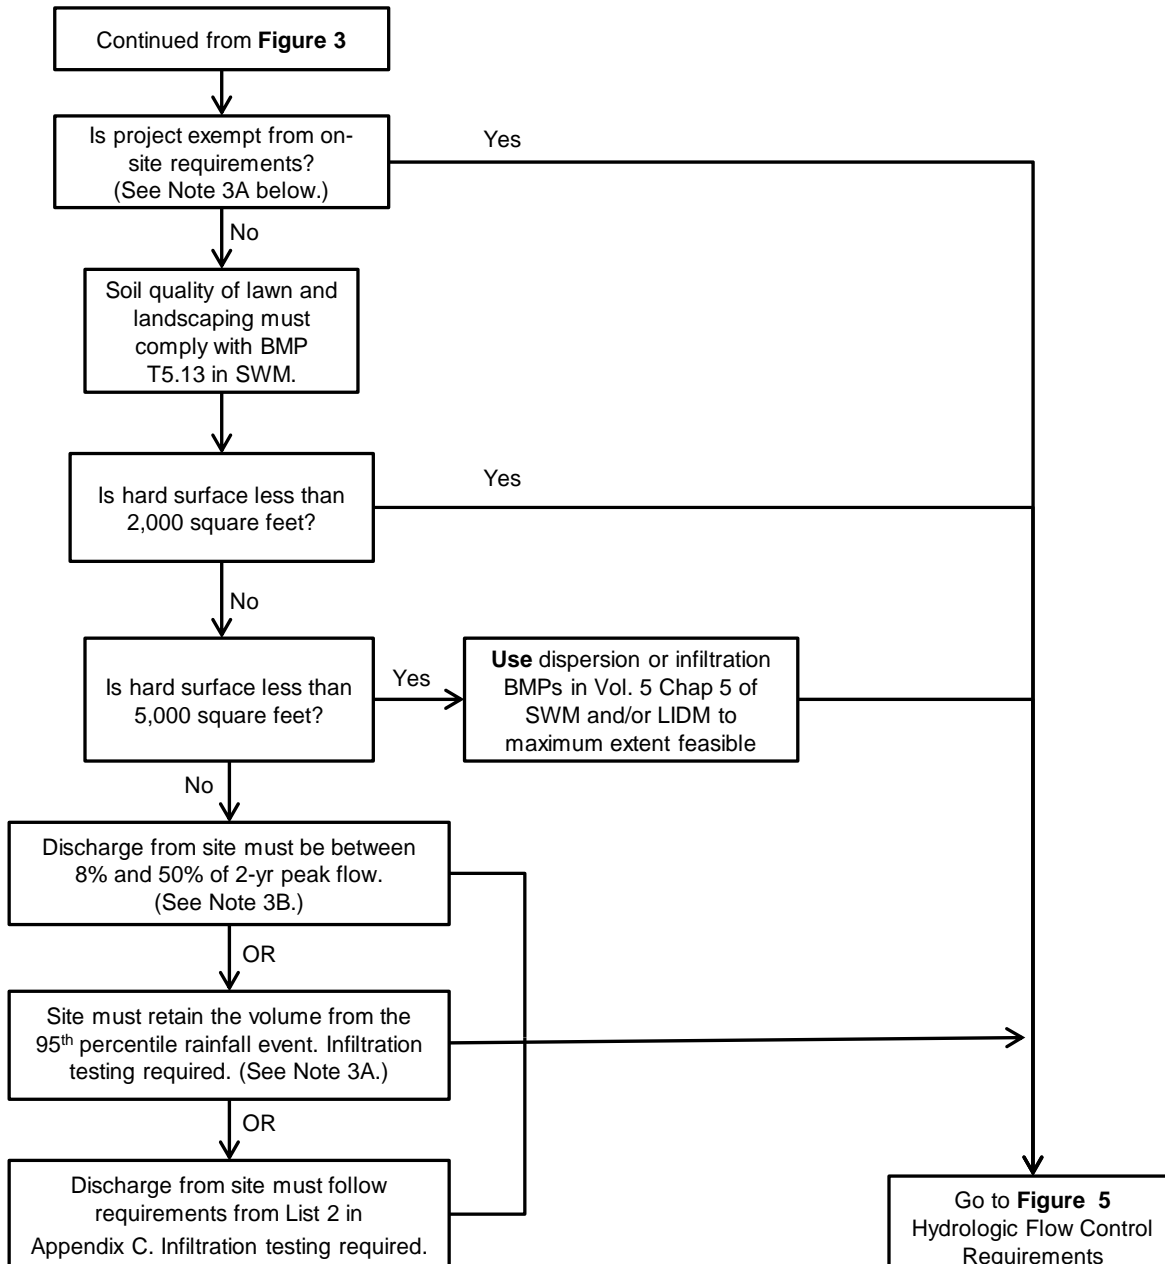 Continued from Figure 3
Is project exempt from on-
site requirements?
(See Note 3A below.)
Yes
No
Soil quality of lawn and
landscaping must
comply with BMP
T5.13 in SWM.
Is hard surface less than
2,000 square feet?
Yes
No
Is hard surface less than
5,000 square feet?
Yes
Use dispersion or infiltration
BMPs in Vol. 5 Chap 5 of
SWM and/or LIDM to
maximum extent feasible
No
Discharge from site must be between
8% and 50% of 2-yr peak flow.
(See Note 3B.)
OR
Site must retain the volume from the
95th percentile rainfall event. Infiltration
testing required. (See Note 3A.)
OR
Discharge from site must follow
requirements from List 2 in
Appendix C. Infiltration testing required.
Go to Figure 5
Hydrologic Flow Control
Requirements